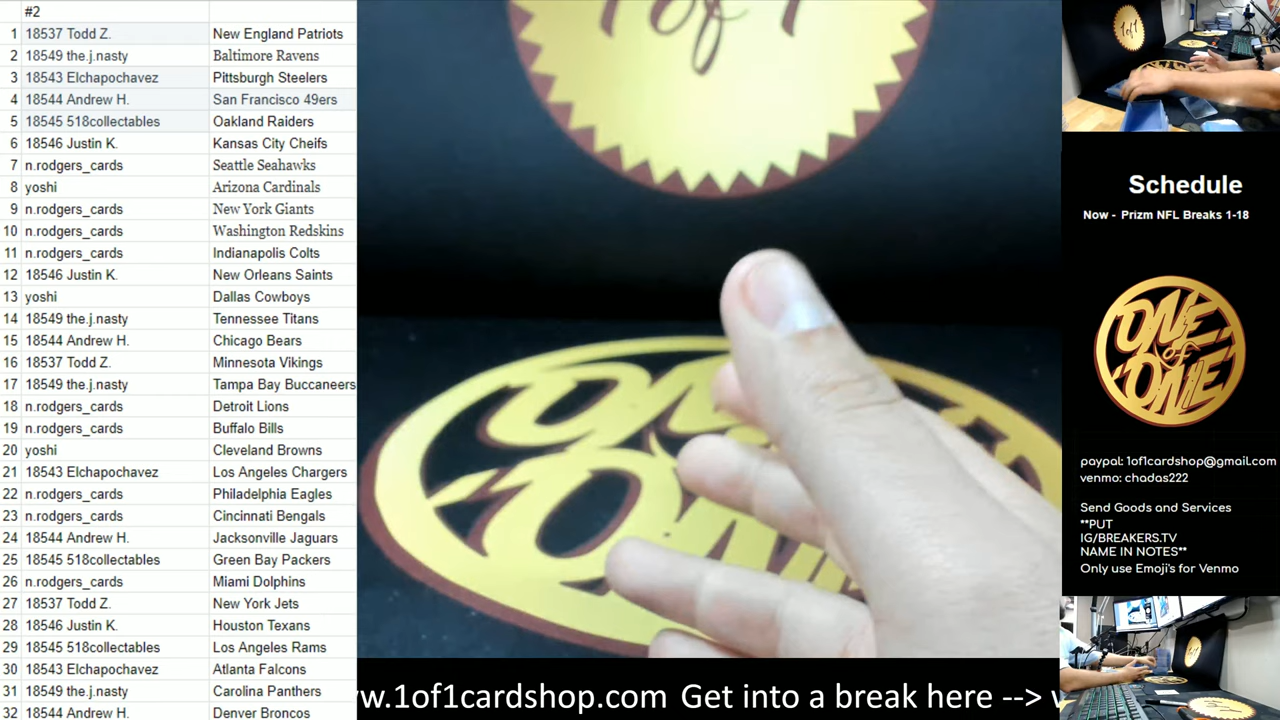 #2
1 18537 Todd Z. New England Patriots
2 18549 the.j.nasty Baltimore Ravens
3 18543 Elchapochavez Pittsburgh Steelers
4 18544 Andrew H. San Francisco 49ers
5 18545 518collectables Oakland Raiders
6 18546 Justin K. Kansas City Cheifs
7 n.rodgers_cards Seattle Seahawks
8 yoshi Arizona Cardinals
9 n.rodgers_cards New York Giants
10 n.rodgers_cards Washington Redskins
11 n.rodgers_cards Indianapolis Colts
12 18546 Justin K. New Orleans Saints
13 yoshi Dallas Cowboys
14 18549 the.j.nasty Tennessee Titans
15 18544 Andrew H. Chicago Bears
16 18537 Todd Z. Minnesota Vikings
17 18549 the.j.nasty Tampa Bay Buccaneers
18 n.rodgers_cards Detroit Lions
19 n.rodgers_cards Buffalo Bills
20 yoshi Cleveland Browns
21 18543 Elchapochavez Los Angeles Chargers
22 n.rodgers_cards Philadelphia Eagles
23 n.rodgers_cards Cincinnati Bengals
24 18544 Andrew H. Jacksonville Jaguars
25 18545 518collectables Green Bay Packers
26 n.rodgers_cards Miami Dolphins
27 18537 Todd Z. New York Jets
28 18546 Justin K. Houston Texans
29 18545 518collectables Los Angeles Rams
30 18543 Elchapochavez Atlanta Falcons
31 18549 the.j.nasty Carolina Panthers
32 18544 Andrew H. Denver Broncos
1 of 1
w.1of1cardshop.com Get into a break here -->
1of1
Schedule
Now - Prizm NFL Breaks 1-18
ONE
of
ONE
paypal: 1of1cardshop@gmail.com
venmo: chadas222
Send Goods and Services
**PUT
IG/BREAKERS.TV
NAME IN NOTES**
Only use Emoji's for Venmo